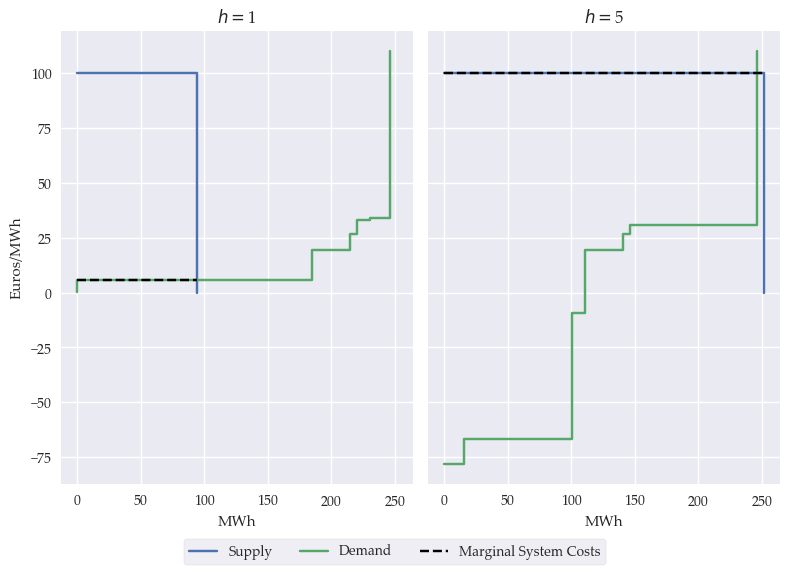 h = 1
h = 5
Euros/MWh
100
75
50
25
0
−25
−50
−75
0 50 100 150 200 250
0 50 100 150 200 250
MWh
MWh
Supply
Demand
Marginal System Costs